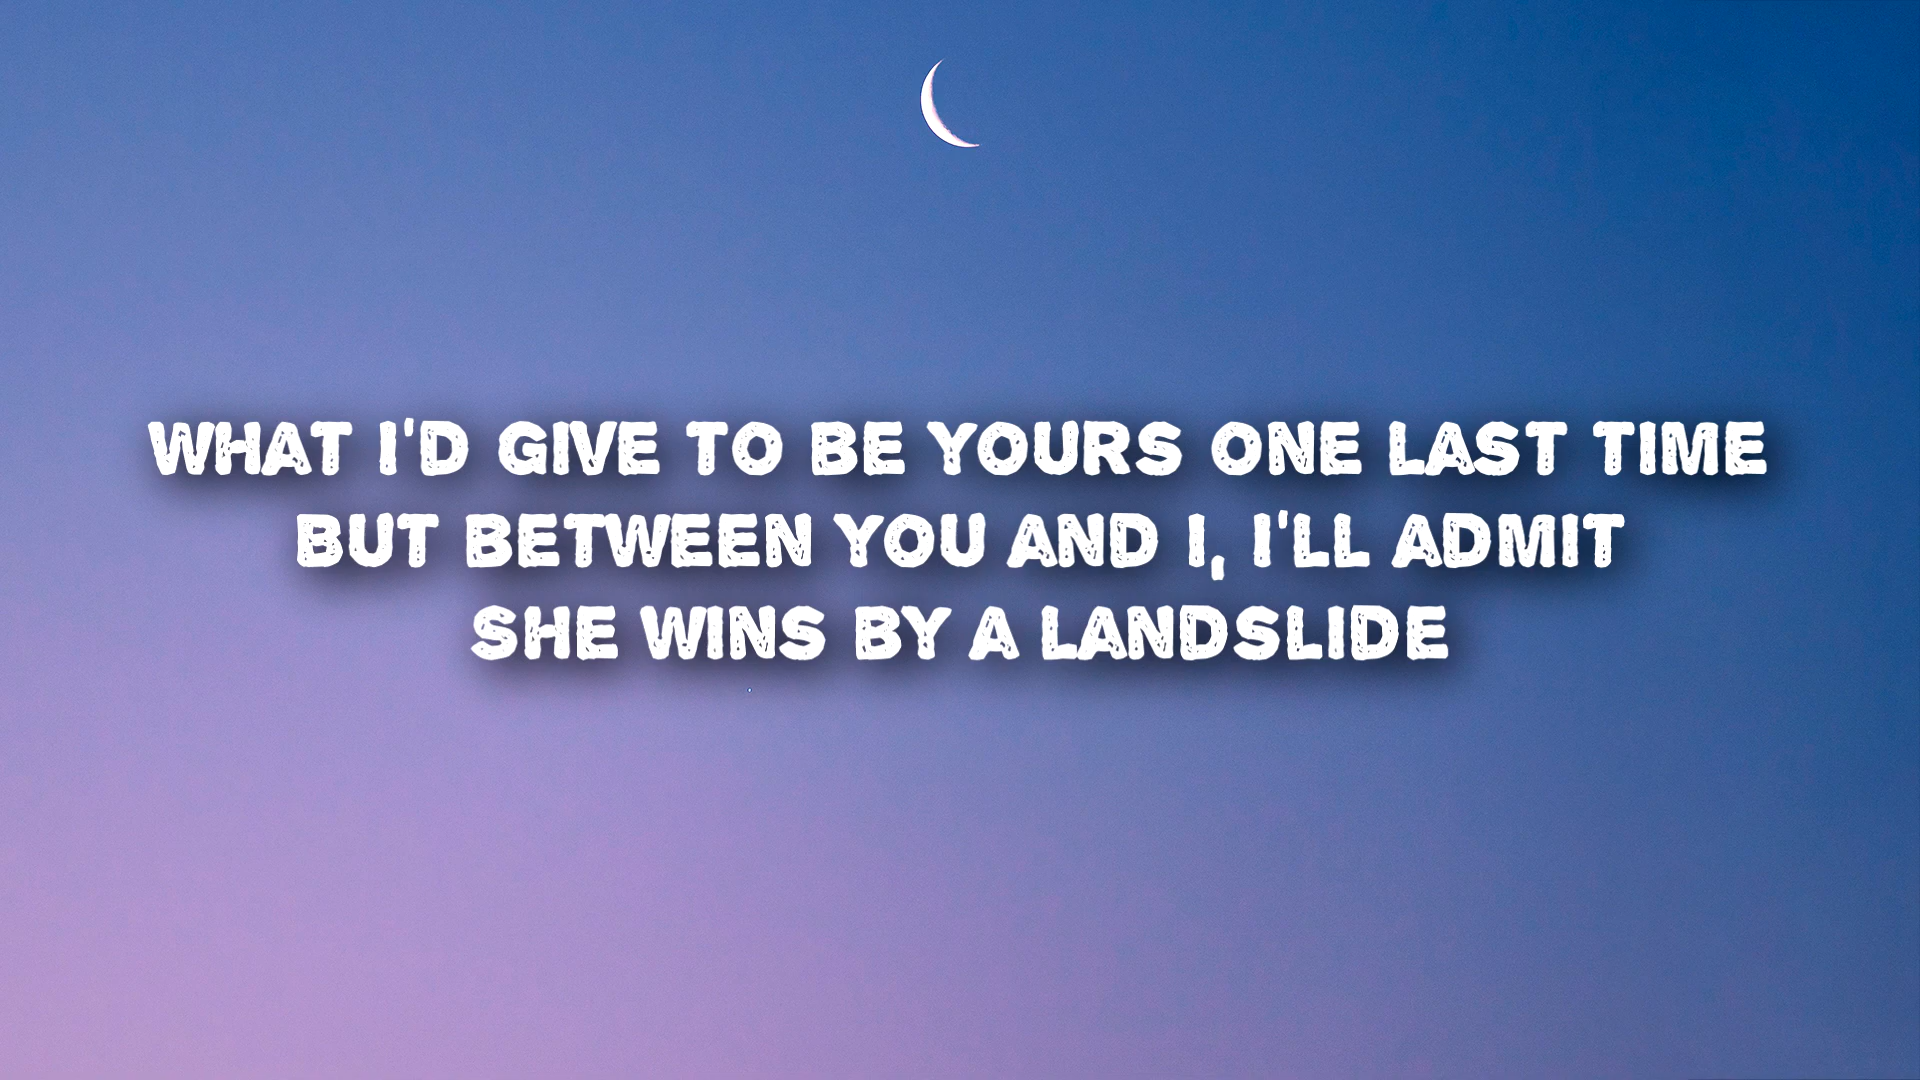 WHAT I'D GIVE TO BE YOURS ONE LAST TIME
BUT BETWEEN YOU AND I, I'LL ADMIT
SHE WINS BY A LANDSLIDE